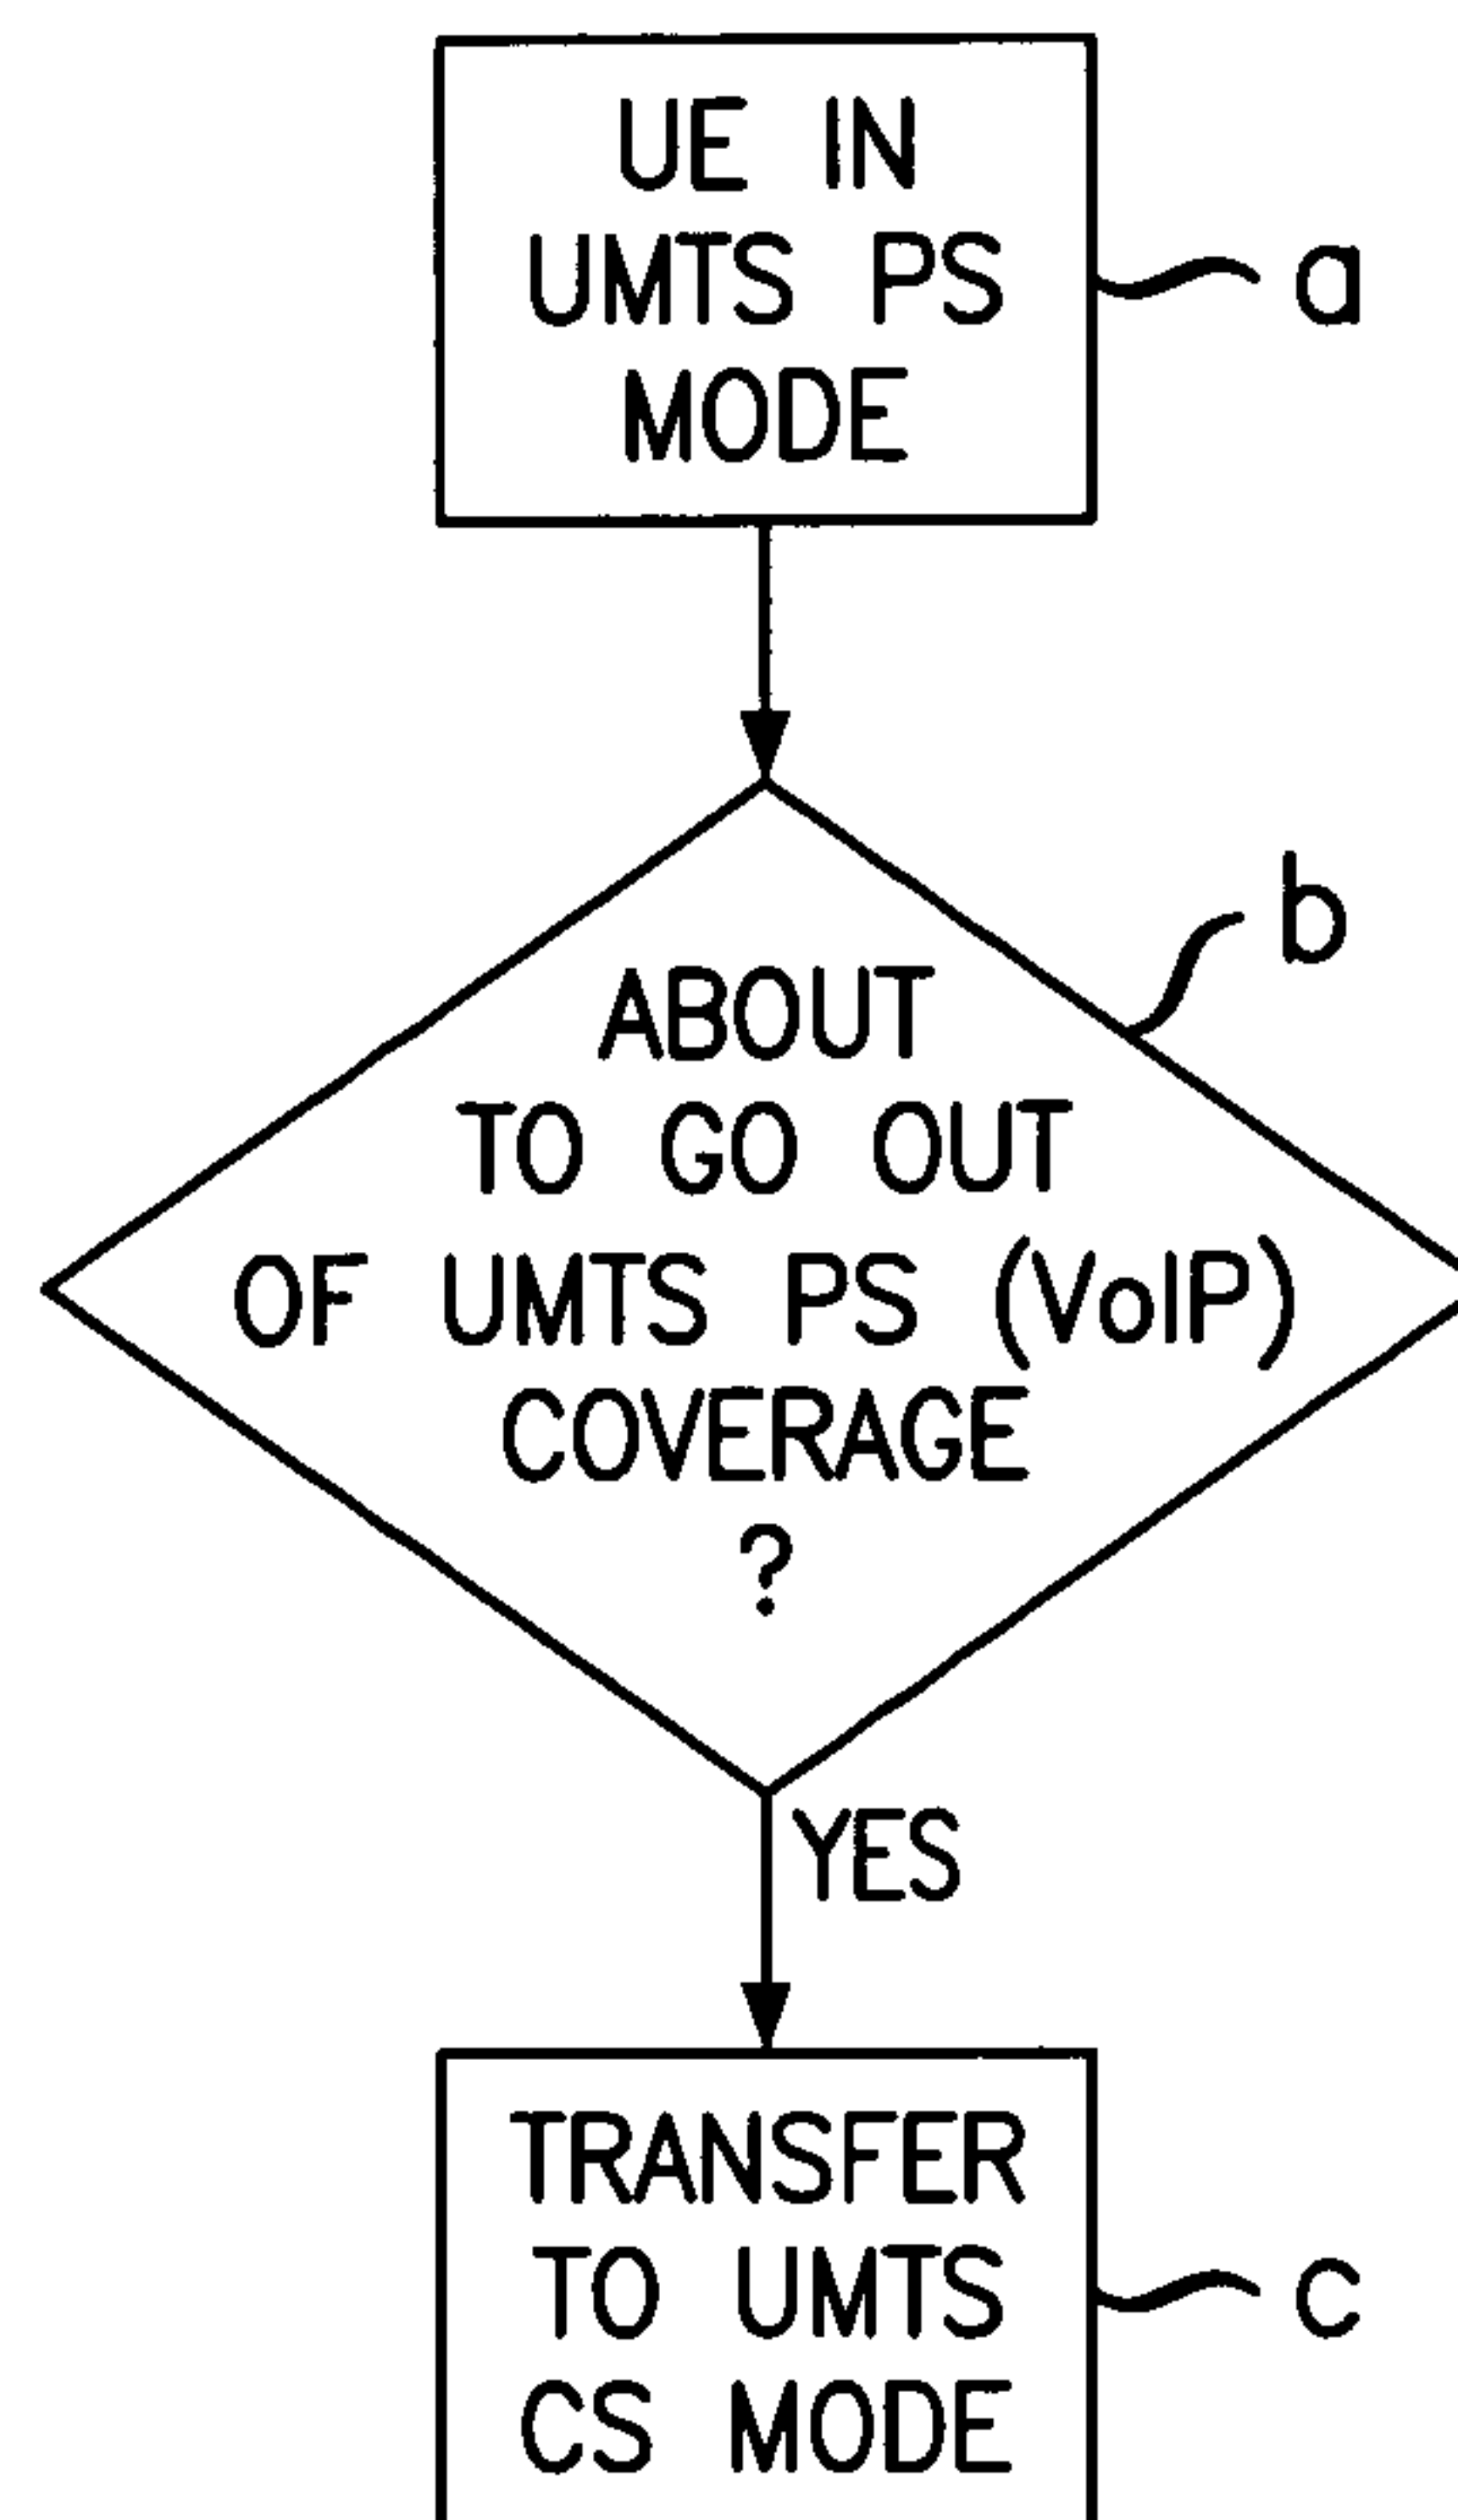 UE IN
UMTS PS
MODE
a
b
ABOUT
TO GO OUT
OF UMTS PS (VoIP)
COVERAGE
?
YES
TRANSFER
TO UMTS
CS MODE
c